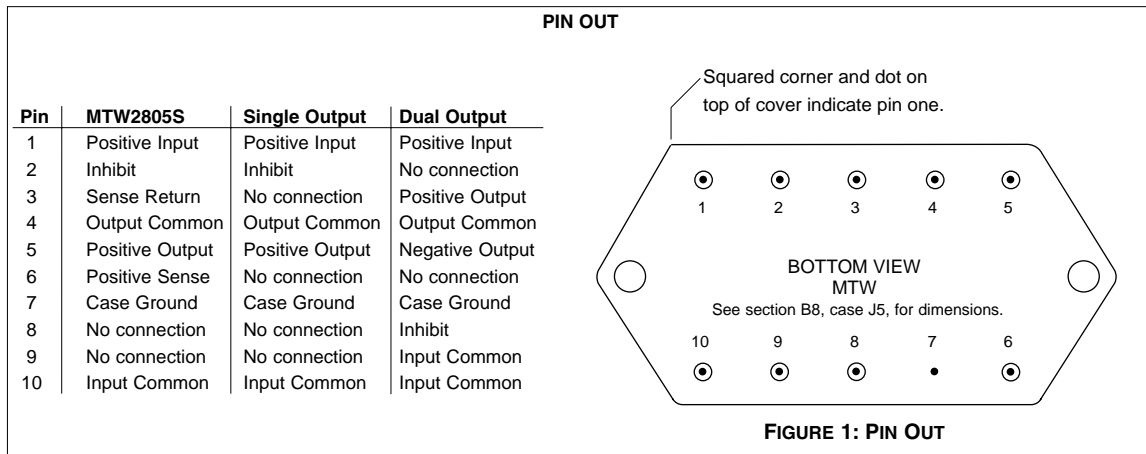 PIN OUT
Pin MTW2805S Single Output Dual Output
1 Positive Input Positive Input Positive Input
2 Inhibit Inhibit No connection
3 Sense Return No connection Positive Output
4 Output Common Output Common Output Common
5 Positive Output Positive Output Negative Output
6 Positive Sense No connection No connection
7 Case Ground Case Ground Case Ground
8 No connection No connection Inhibit
9 No connection No connection Input Common
10 Input Common Input Common Input Common
Squared corner and dot on
top of cover indicate pin one.
1 2 3 4 5
BOTTOM VIEW
MTW
See section B8, case J5, for dimensions.
10 9 8 7 6
FIGURE 1: PIN OUT